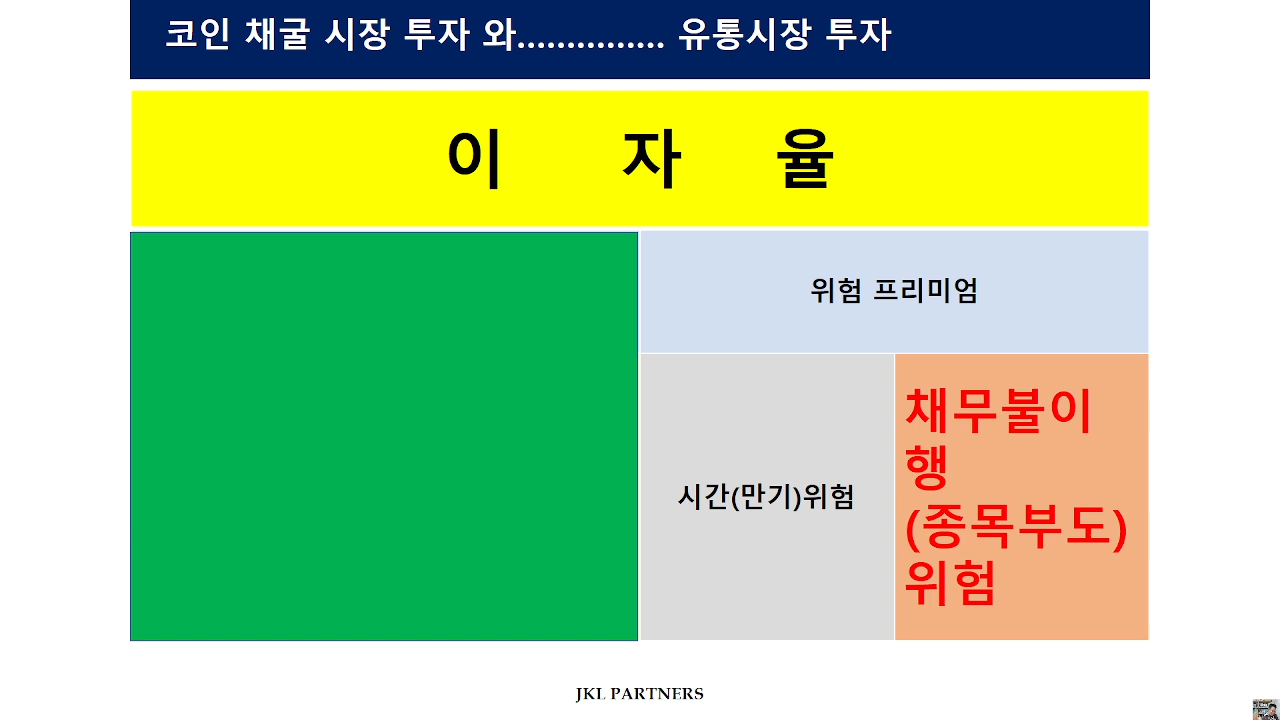 코인 채굴 시장 투자 와............... 유통시장 투자
이 자 율
위험 프리미엄
시간(만기)위험
채무불이
행
(종목부도)
위험
JKL PARTNERS